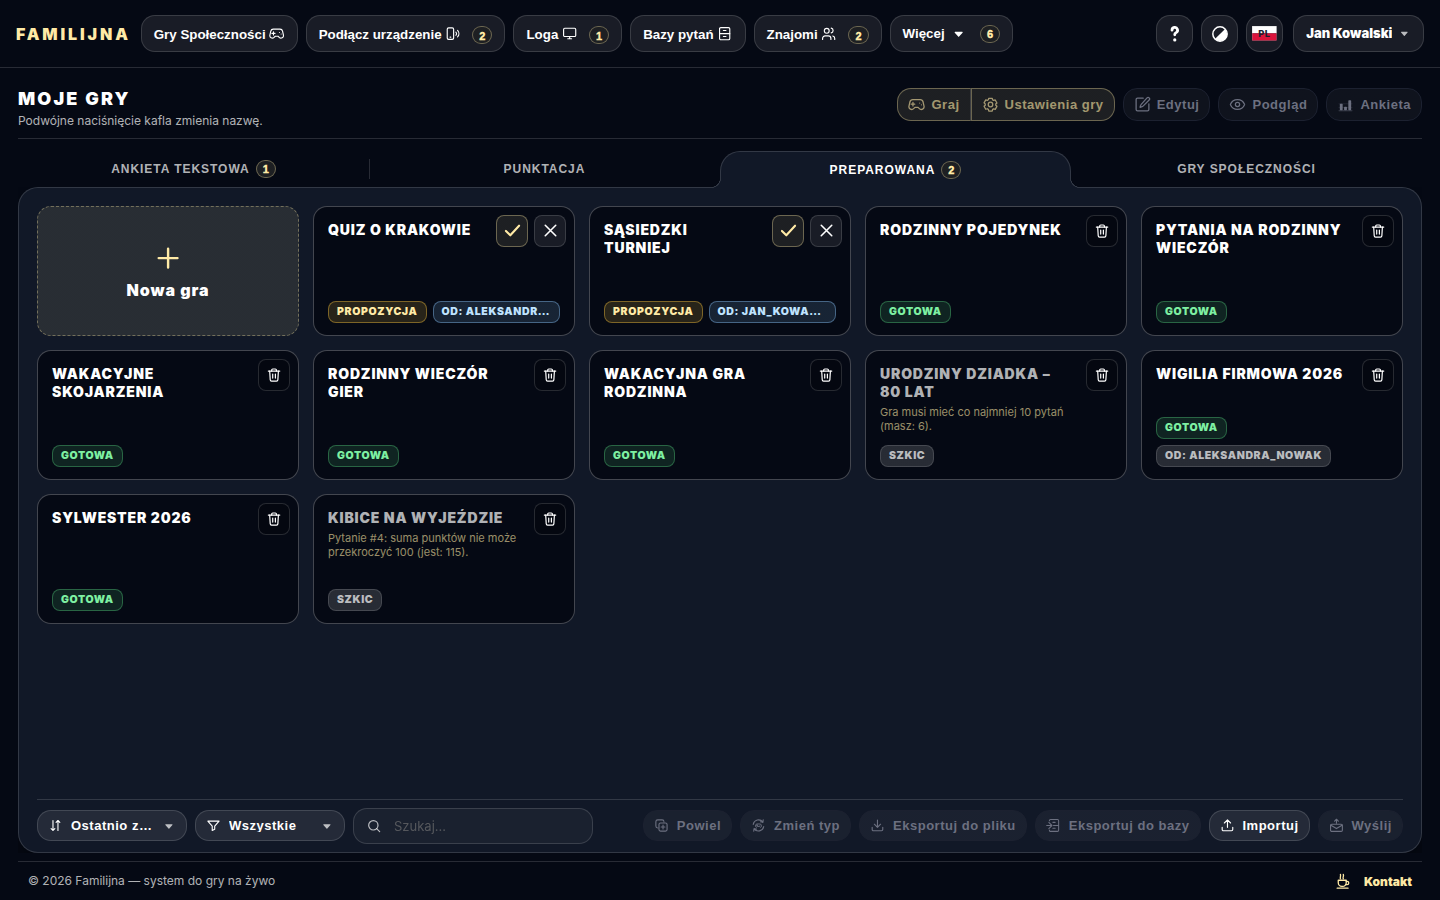 FAMILIJNA
Gry Społeczności
Podłącz urządzenie 2
Loga 1
Bazy pytań
Znajomi 2
Więcej 6
?
PL
Jan Kowalski
MOJE GRY
Podwójne naciśnięcie kafla zmienia nazwę.
Graj
Ustawienia gry
Edytuj
Podgląd
Ankieta
ANKIETA TEKSTOWA 1
PUNKTACJA
PREPAROWANA 2
GRY SPOŁECZNOŚCI
Nowa gra
QUIZ O KRAKOWIE
PROPOZYCJA
OD: ALEKSANDR...
SĄSIEDZKI
TURNIEJ
PROPOZYCJA
OD: JAN_KOWA...
RODZINNY POJEDYNEK
GOTOWA
PYTANIA NA RODZINNY
WIECZÓR
GOTOWA
WAKACYJNE
SKOJARZENIA
GOTOWA
RODZINNY WIECZÓR
GIER
GOTOWA
WAKACYJNA GRA
RODZINNA
GOTOWA
URODZINY DZIADKA –
80 LAT
Gra musi mieć co najmniej 10 pytań
(masz: 6).
SZKIC
WIGILIA FIRMOWA 2026
GOTOWA
OD: ALEKSANDRA_NOWAK
SYLWESTER 2026
GOTOWA
KIBICE NA WYJEŹDZIE
Pytanie #4: suma punktów nie może
przekroczyć 100 (jest: 115).
SZKIC
Ostatnio z...
Wszystkie
Szukaj...
Powiel
Zmień typ
Eksportuj do pliku
Eksportuj do bazy
Importuj
Wyślij
© 2026 Familijna — system do gry na żywo
Kontakt